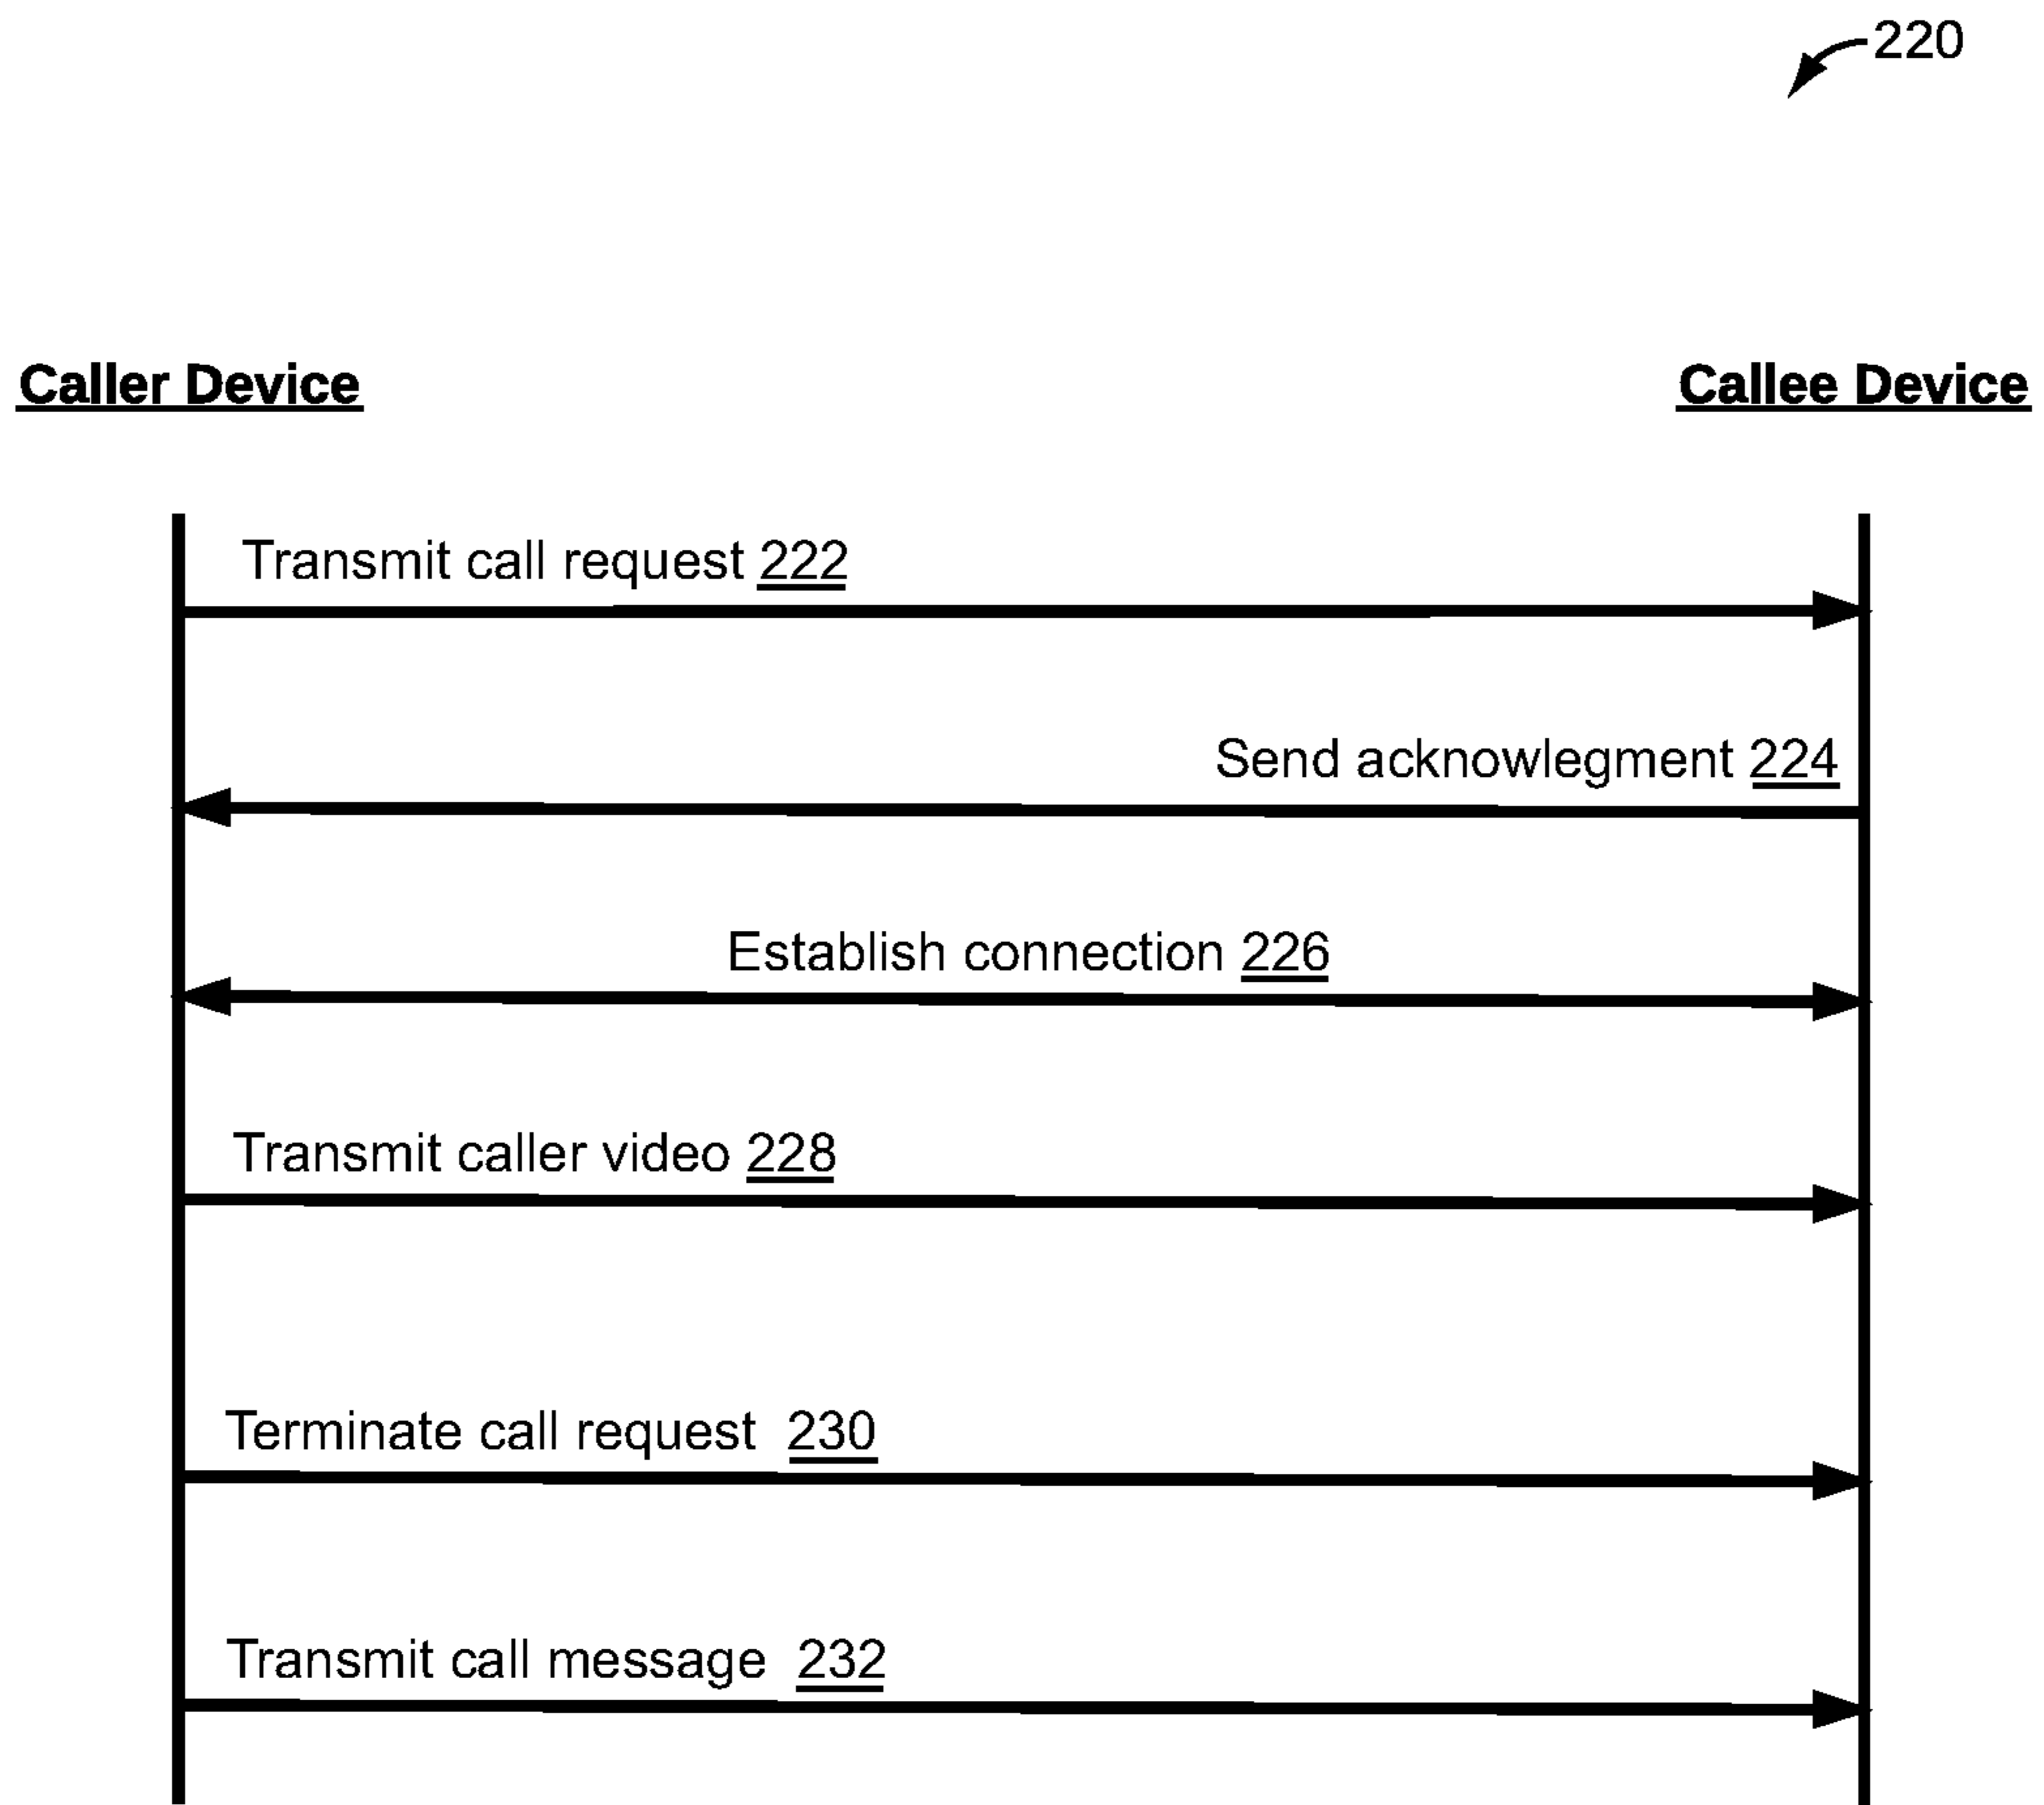 220
Caller Device
Callee Device
Transmit call request 222
Send acknowlegment 224
Establish connection 226
Transmit caller video 228
Terminate call request 230
Transmit call message 232